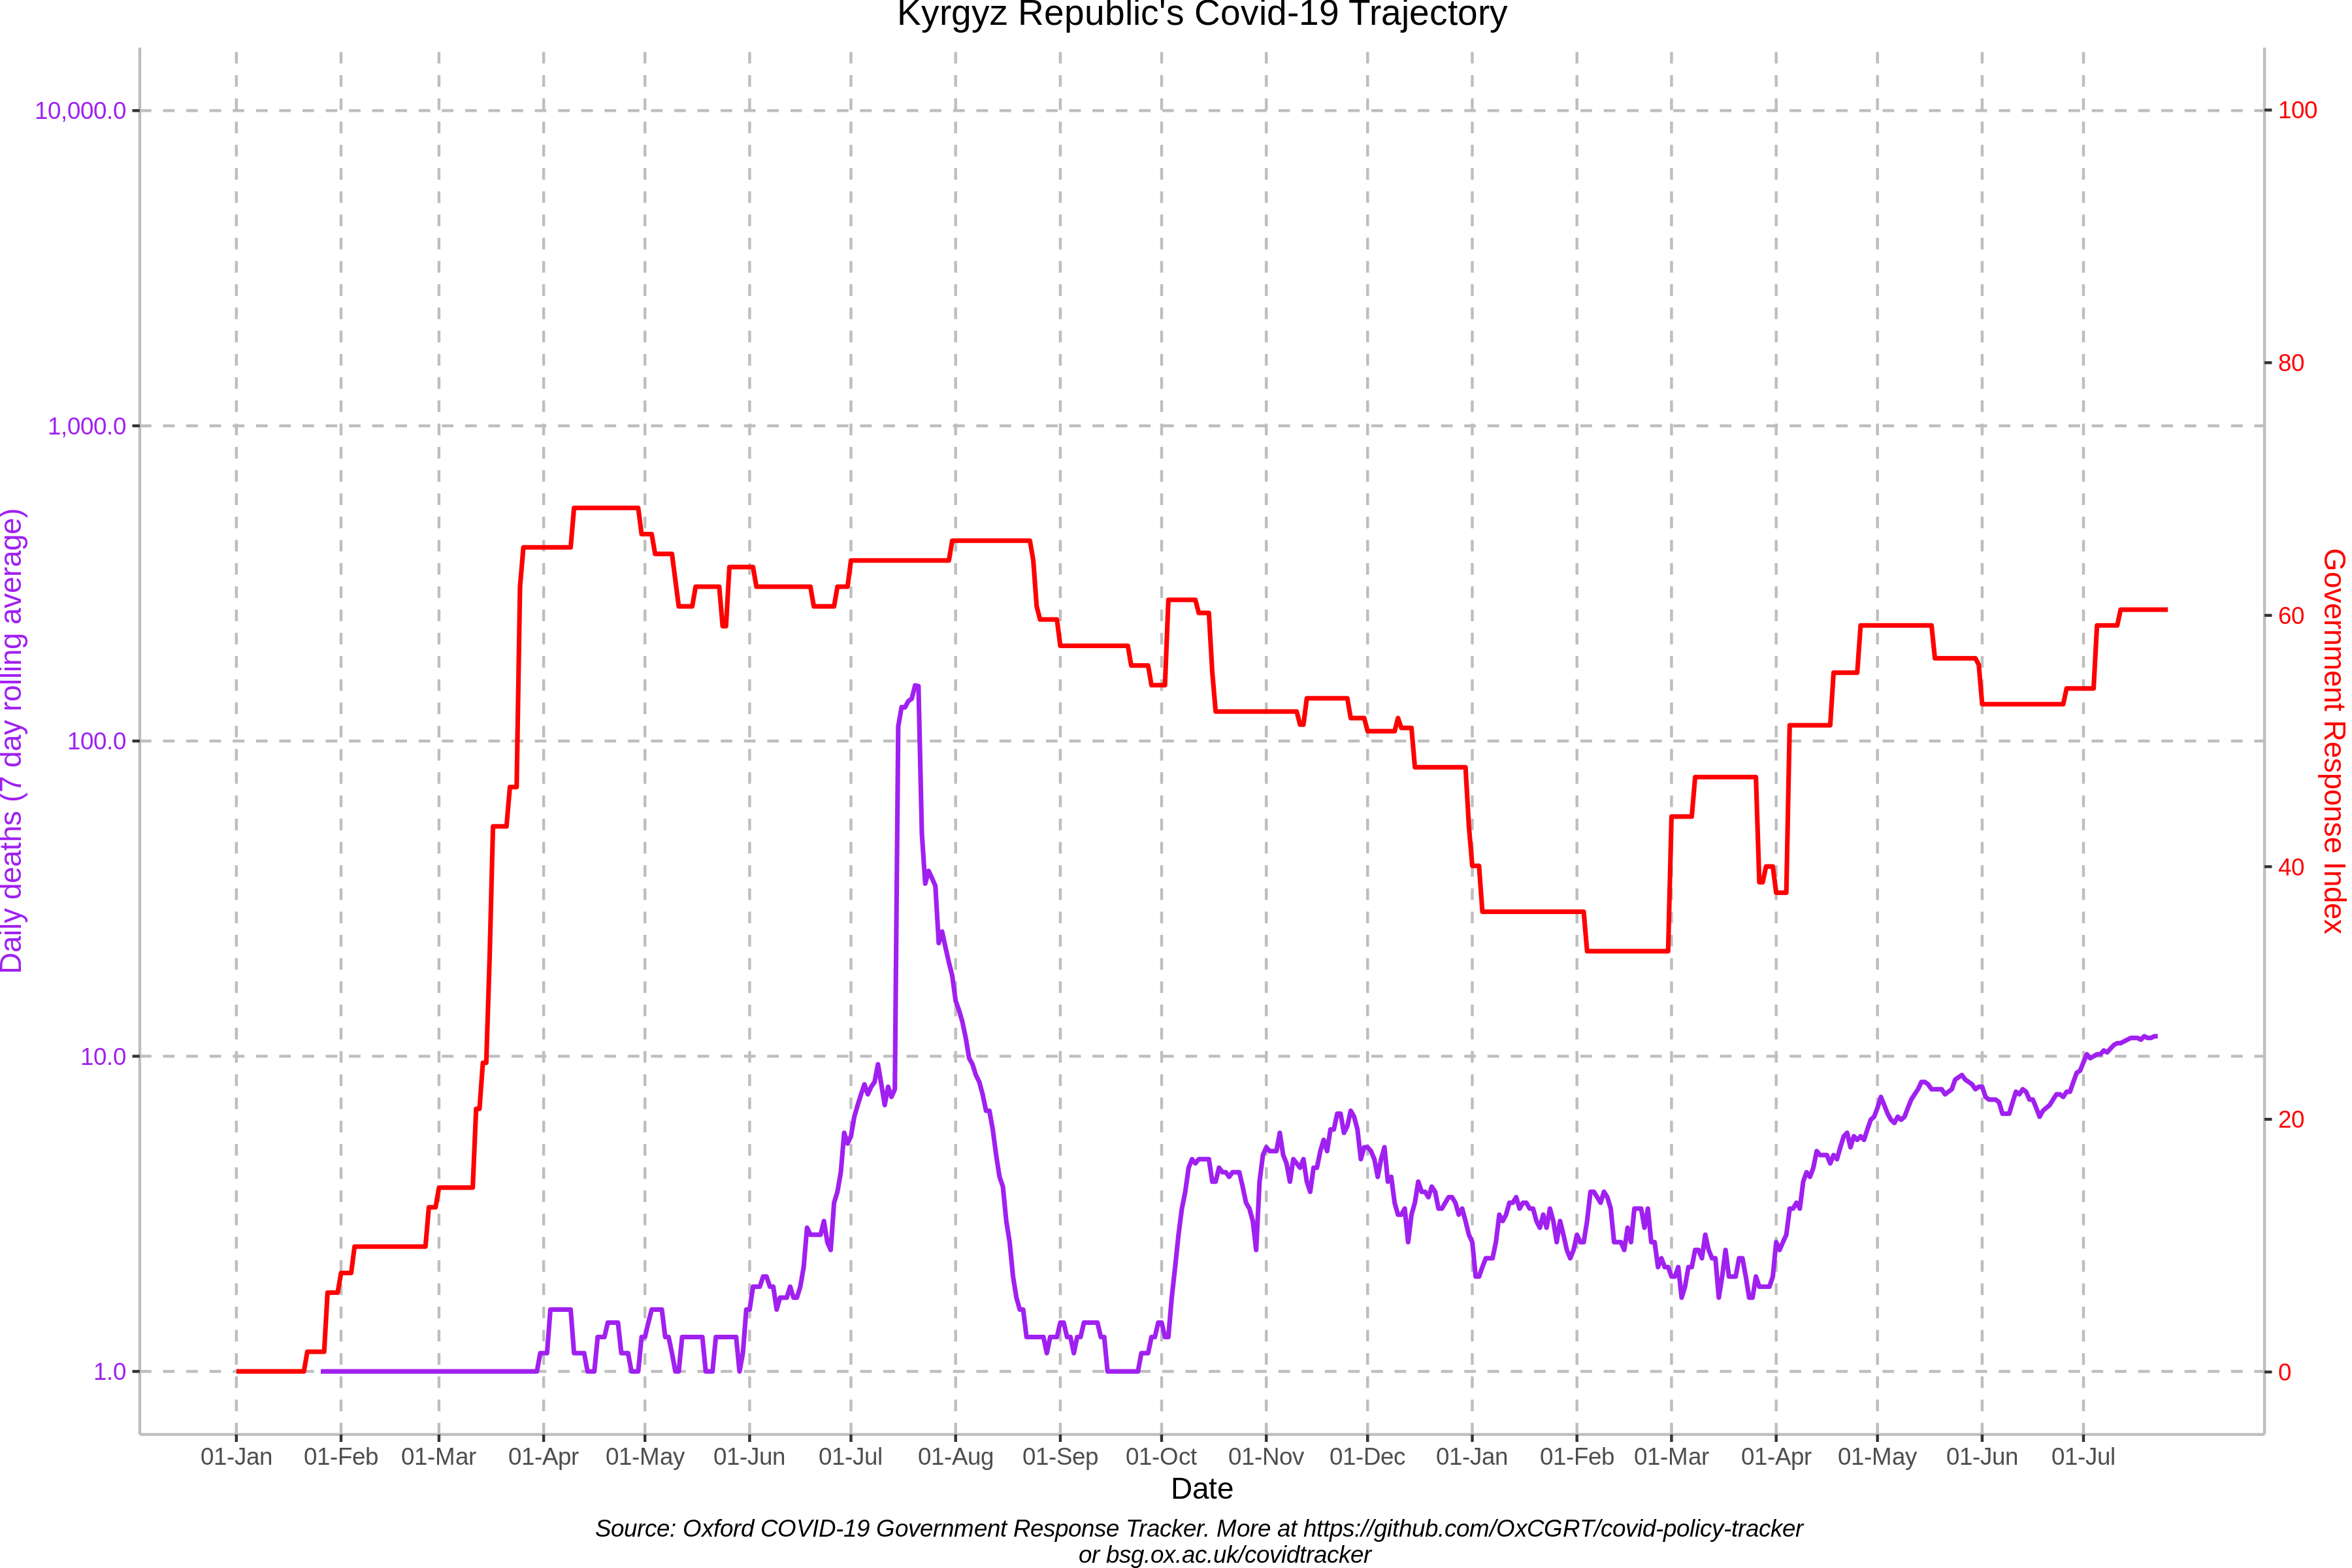 Kyrgyz Republic's Covid-19 Trajectory
10,000.0
1,000.0
100.0
10.0
1.0
Daily deaths (7 day rolling average)
100
80
60
40
20
0
Government Response Index
01-Jan 01-Feb 01-Mar 01-Apr 01-May 01-Jun 01-Jul 01-Aug 01-Sep 01-Oct 01-Nov 01-Dec 01-Jan 01-Feb 01-Mar 01-Apr 01-May 01-Jun 01-Jul
Date
Source: Oxford COVID-19 Government Response Tracker. More at https://github.com/OxCGRT/covid-policy-tracker
or bsg.ox.ac.uk/covidtracker